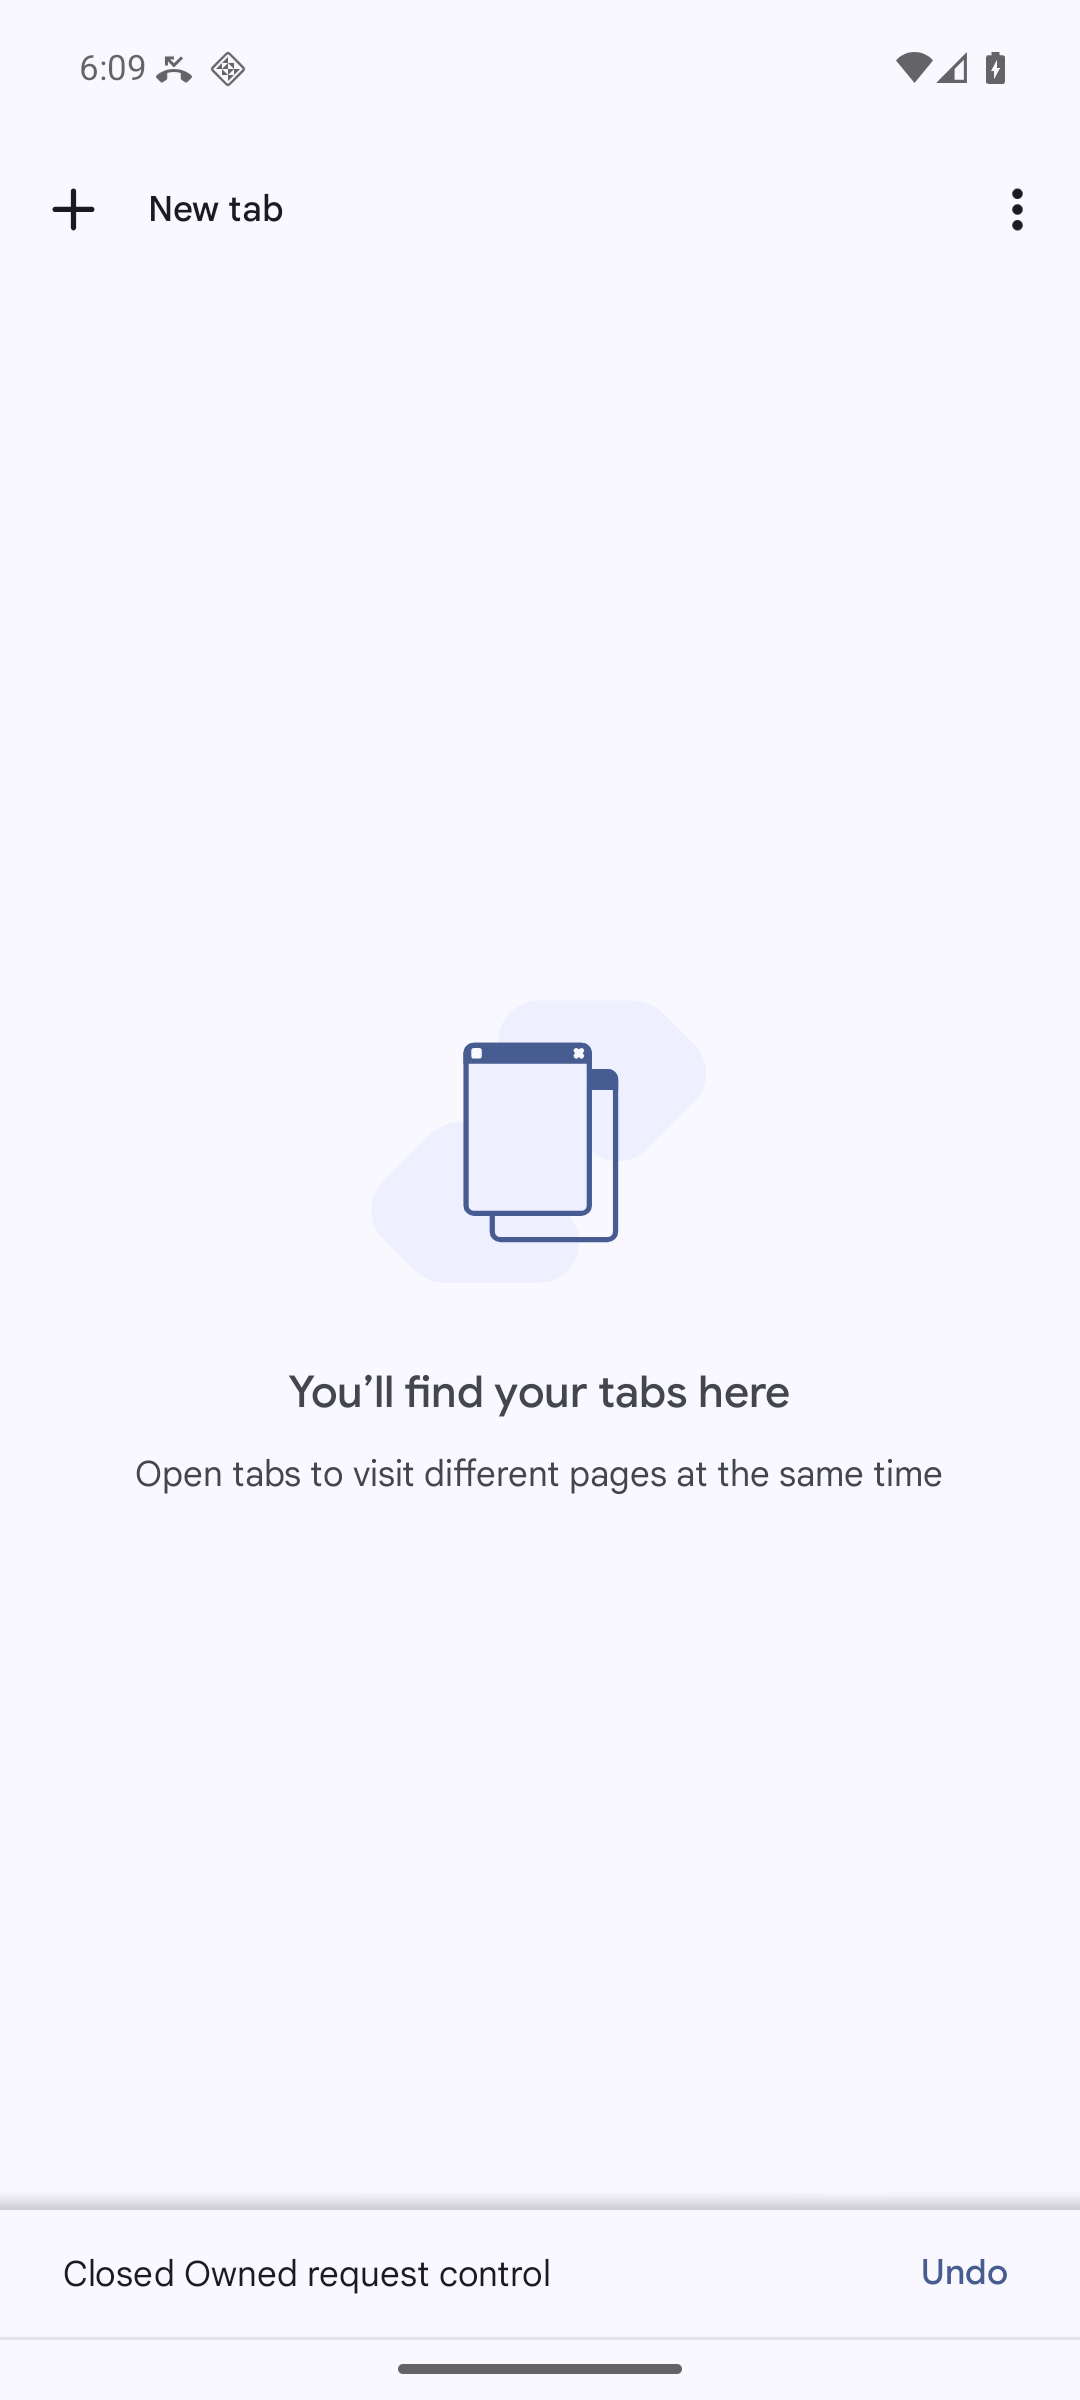 6:09
New tab
You’ll find your tabs here
Open tabs to visit different pages at the same time
Closed Owned request control
Undo